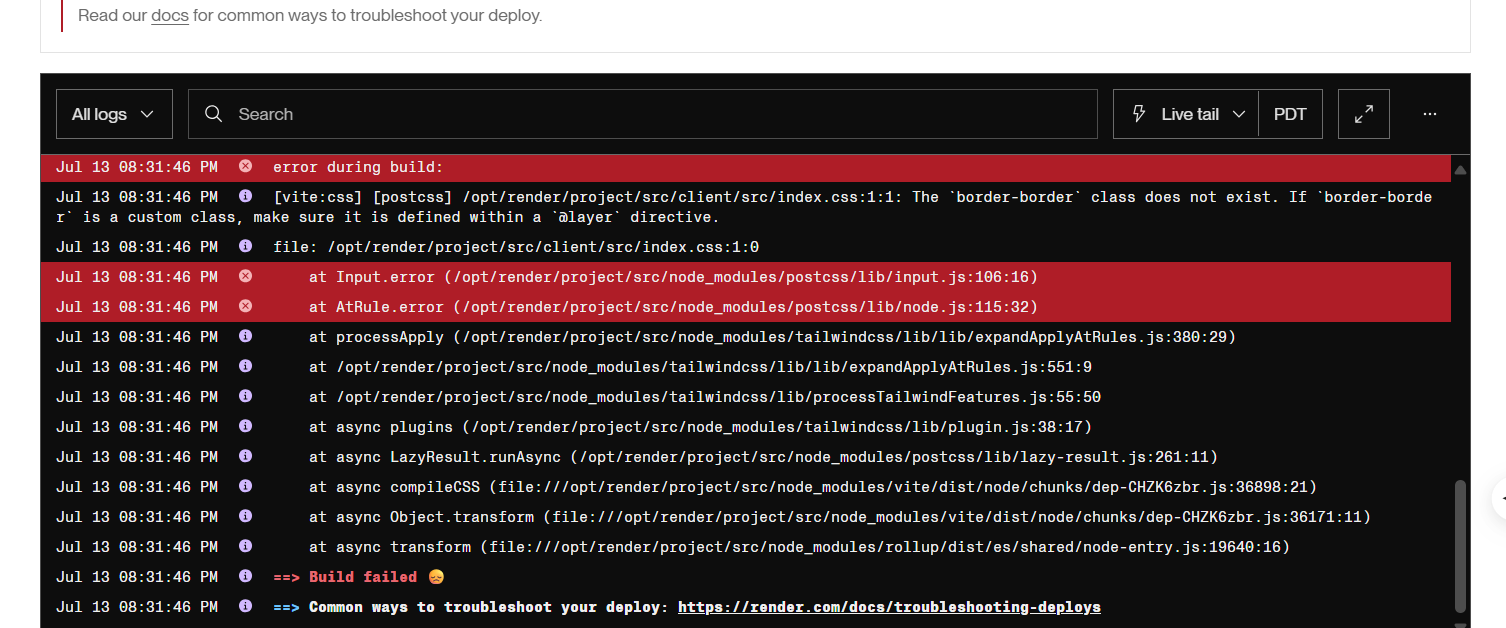 Read our docs for common ways to troubleshoot your deploy.
All logs
Search
Live tail
PDT
Jul 13 08:31:46 PM error during build:
Jul 13 08:31:46 PM [vite:css] [postcss] /opt/render/project/src/client/src/index.css:1:1: The `border-border` class does not exist. If `border-borde
r` is a custom class, make sure it is defined within a `@layer` directive.
Jul 13 08:31:46 PM file: /opt/render/project/src/client/src/index.css:1:0
Jul 13 08:31:46 PM at Input.error (/opt/render/project/src/node_modules/postcss/lib/input.js:106:16)
Jul 13 08:31:46 PM at AtRule.error (/opt/render/project/src/node_modules/postcss/lib/node.js:115:32)
Jul 13 08:31:46 PM at processApply (/opt/render/project/src/node_modules/tailwindcss/lib/lib/expandApplyAtRules.js:380:29)
Jul 13 08:31:46 PM at /opt/render/project/src/node_modules/tailwindcss/lib/lib/expandApplyAtRules.js:551:9
Jul 13 08:31:46 PM at /opt/render/project/src/node_modules/tailwindcss/lib/processTailwindFeatures.js:55:50
Jul 13 08:31:46 PM at async plugins (/opt/render/project/src/node_modules/tailwindcss/lib/plugin.js:38:17)
Jul 13 08:31:46 PM at async LazyResult.runAsync (/opt/render/project/src/node_modules/postcss/lib/lazy-result.js:261:11)
Jul 13 08:31:46 PM at async compileCSS (file:///opt/render/project/src/node_modules/vite/dist/node/chunks/dep-CHZK6zbr.js:36898:21)
Jul 13 08:31:46 PM at async Object.transform (file:///opt/render/project/src/node_modules/vite/dist/node/chunks/dep-CHZK6zbr.js:36171:11)
Jul 13 08:31:46 PM at async transform (file:///opt/render/project/src/node_modules/rollup/dist/es/shared/node-entry.js:19640:16)
Jul 13 08:31:46 PM ==> Build failed 😞
Jul 13 08:31:46 PM ==> Common ways to troubleshoot your deploy: https://render.com/docs/troubleshooting-deploys